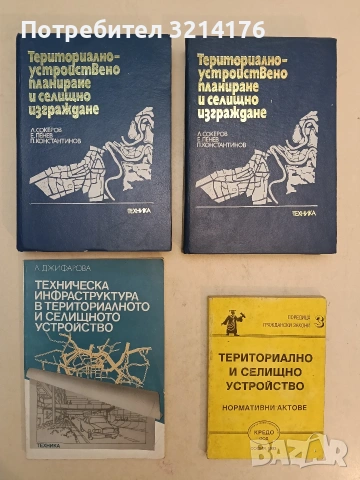 Потребител 3214176
Териториално-
устройствено
планиране
и селищно
изграждане
Л.СОКЕРОВ
Е.ПЕНЕВ
П.КОНСТАНТИНОВ
ТЕХНИКА
Териториално-
устройствено
планиране
и селищно
изграждане
Л.СОКЕРОВ
Е.ПЕНЕВ
П.КОНСТАНТИНОВ
ТЕХНИКА
Л. ДЖИФАРОВА
ТЕХНИЧЕСКА
ИНФРАСТРУКТУРА
В ТЕРИТОРИАЛНОТО
И СЕЛИЩНОТО
УСТРОЙСТВО
ТЕХНИКА
ПОРЕДИЦА
ГРАЖДАНСКИ ЗАКОНИ
3
ТЕРИТОРИАЛНО
И СЕЛИЩНО
УСТРОЙСТВО
НОРМАТИВНИ АКТОВЕ
КРЕДО
BAZAR